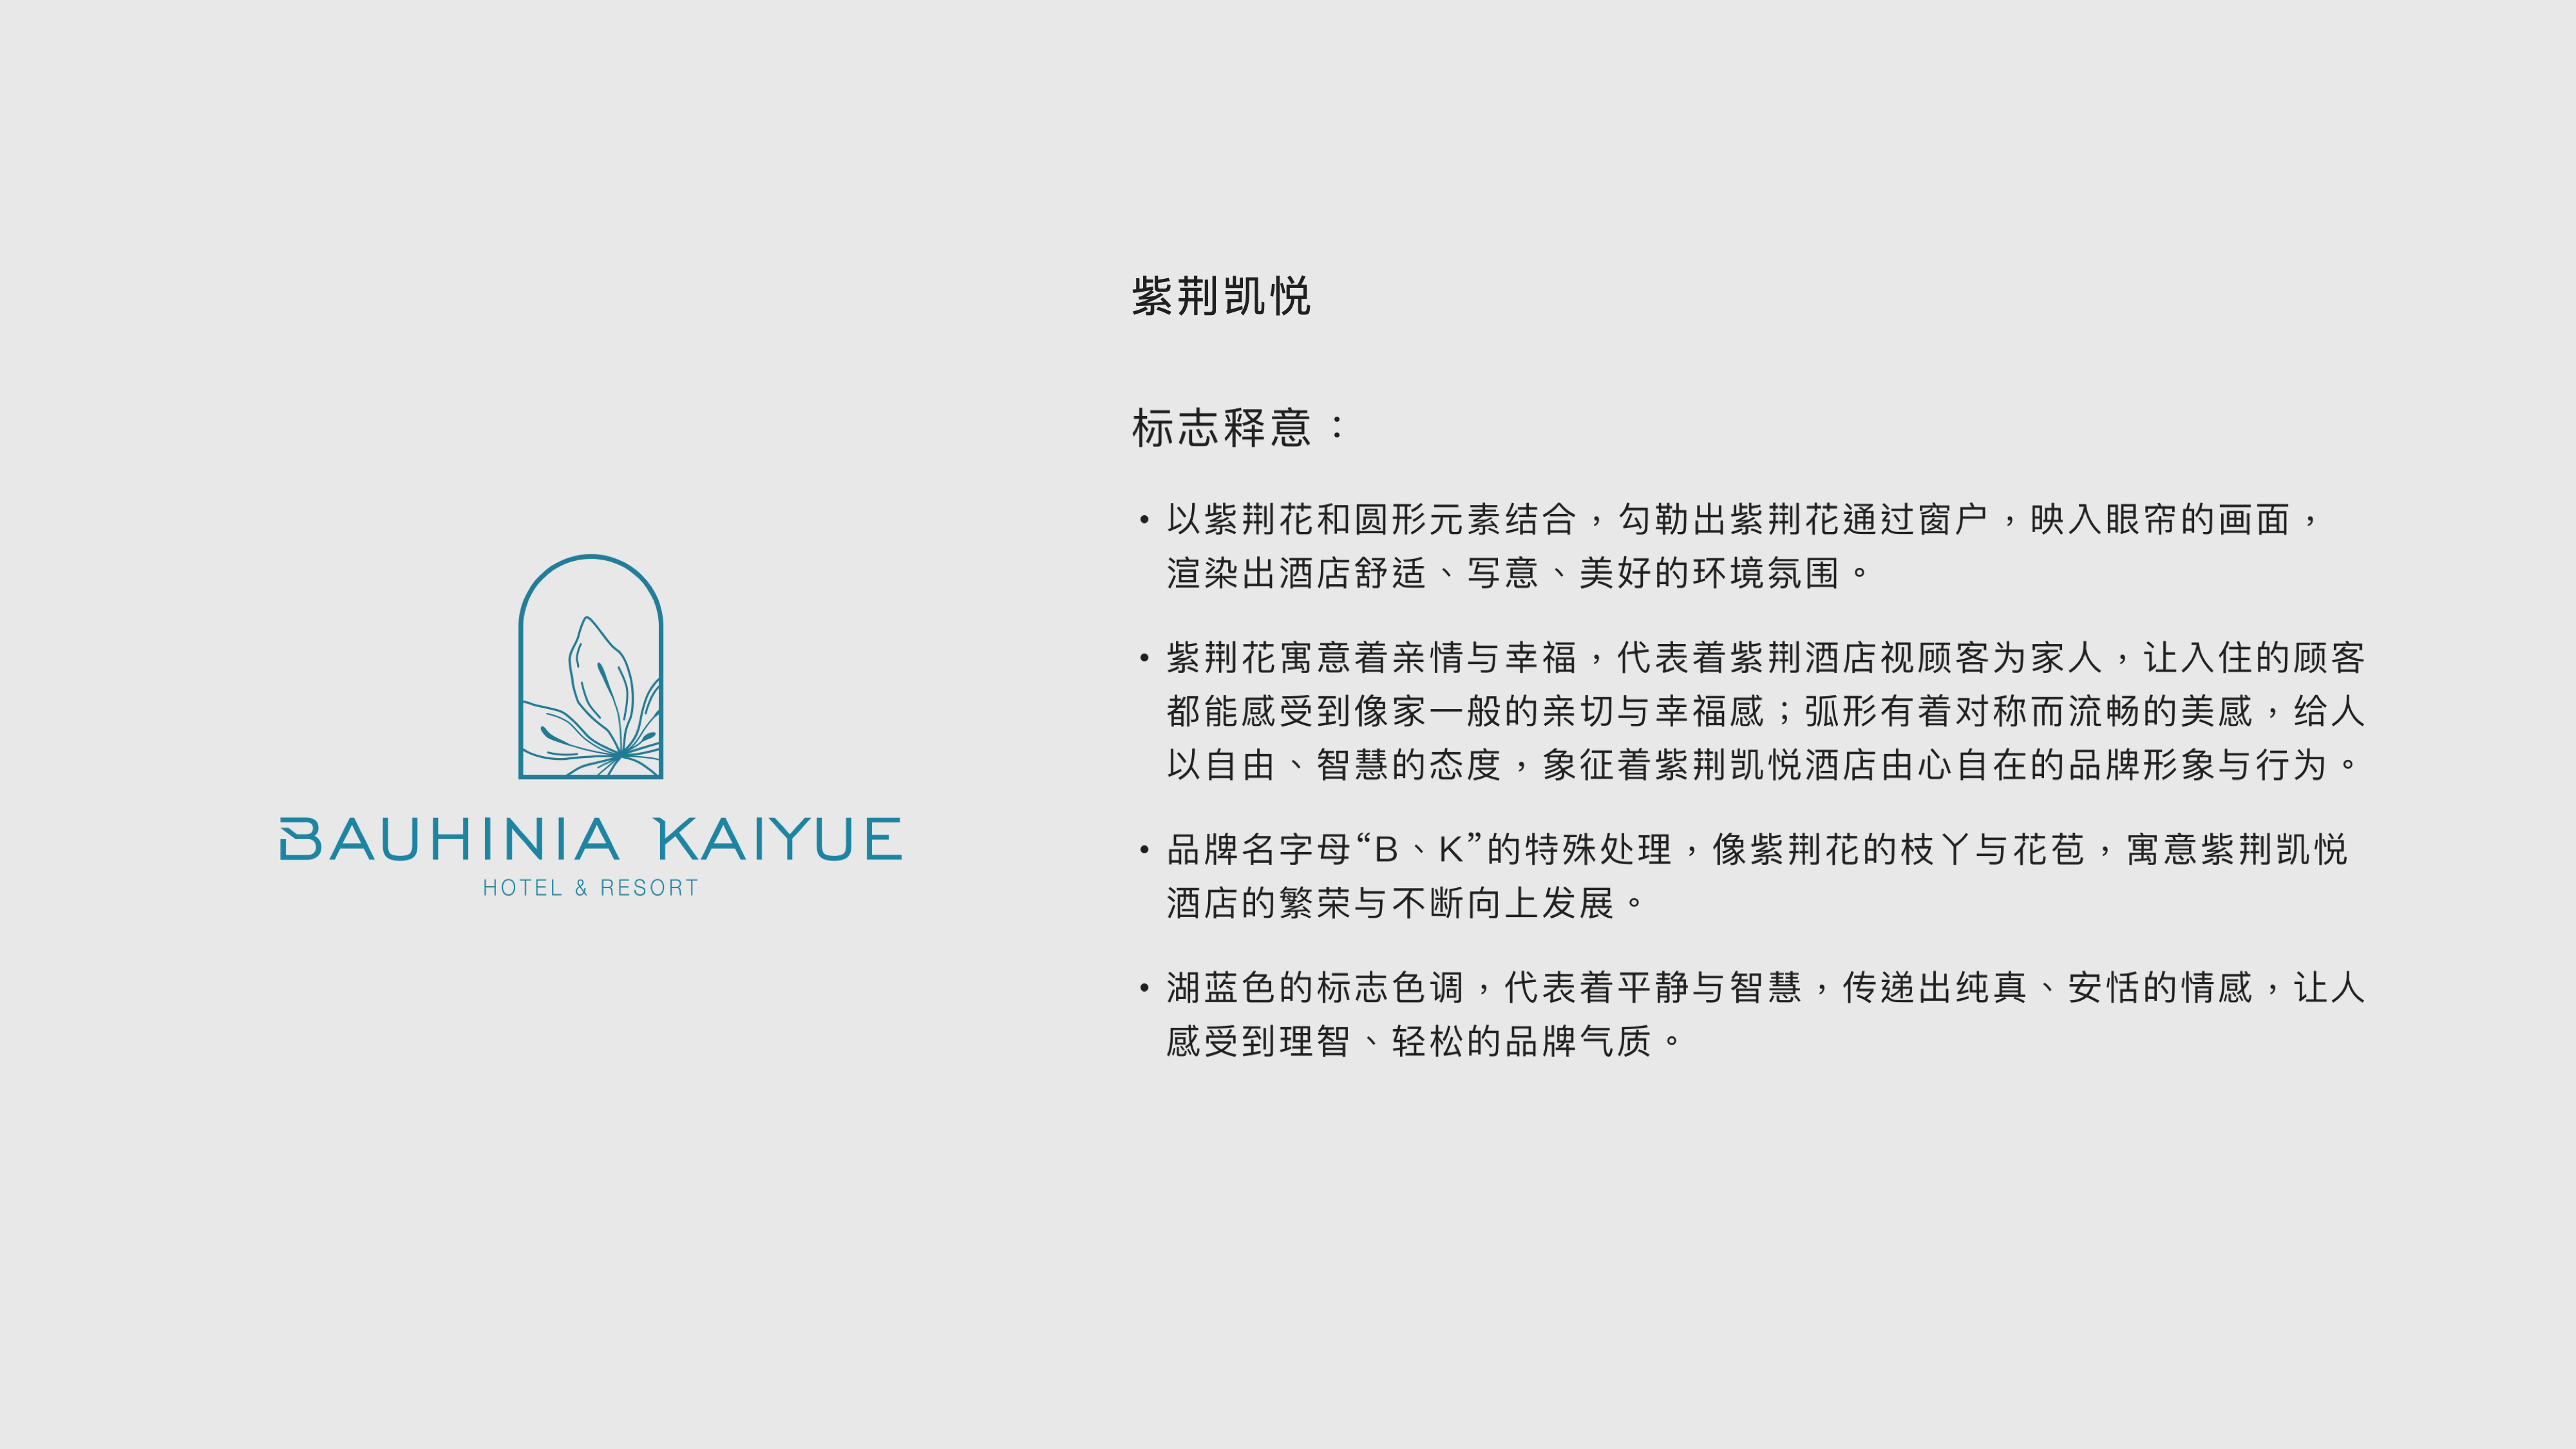 BAUHINIA KAIYUE
HOTEL & RESORT
紫荆凯悦
标志释意：
• 以紫荆花和圆形元素结合，勾勒出紫荆花通过窗户，映入眼帘的画面，
渲染出酒店舒适、写意、美好的环境氛围。
• 紫荆花寓意着亲情与幸福，代表着紫荆酒店视顾客为家人，让入住的顾客
都能感受到像家一般的亲切与幸福感；弧形有着对称而流畅的美感，给人
以自由、智慧的态度，象征着紫荆凯悦酒店由心自在的品牌形象与行为。
• 品牌名字母“B、K”的特殊处理，像紫荆花的枝丫与花苞，寓意紫荆凯悦
酒店的繁荣与不断向上发展。
• 湖蓝色的标志色调，代表着平静与智慧，传递出纯真、安恬的情感，让人
感受到理智、轻松的品牌气质。